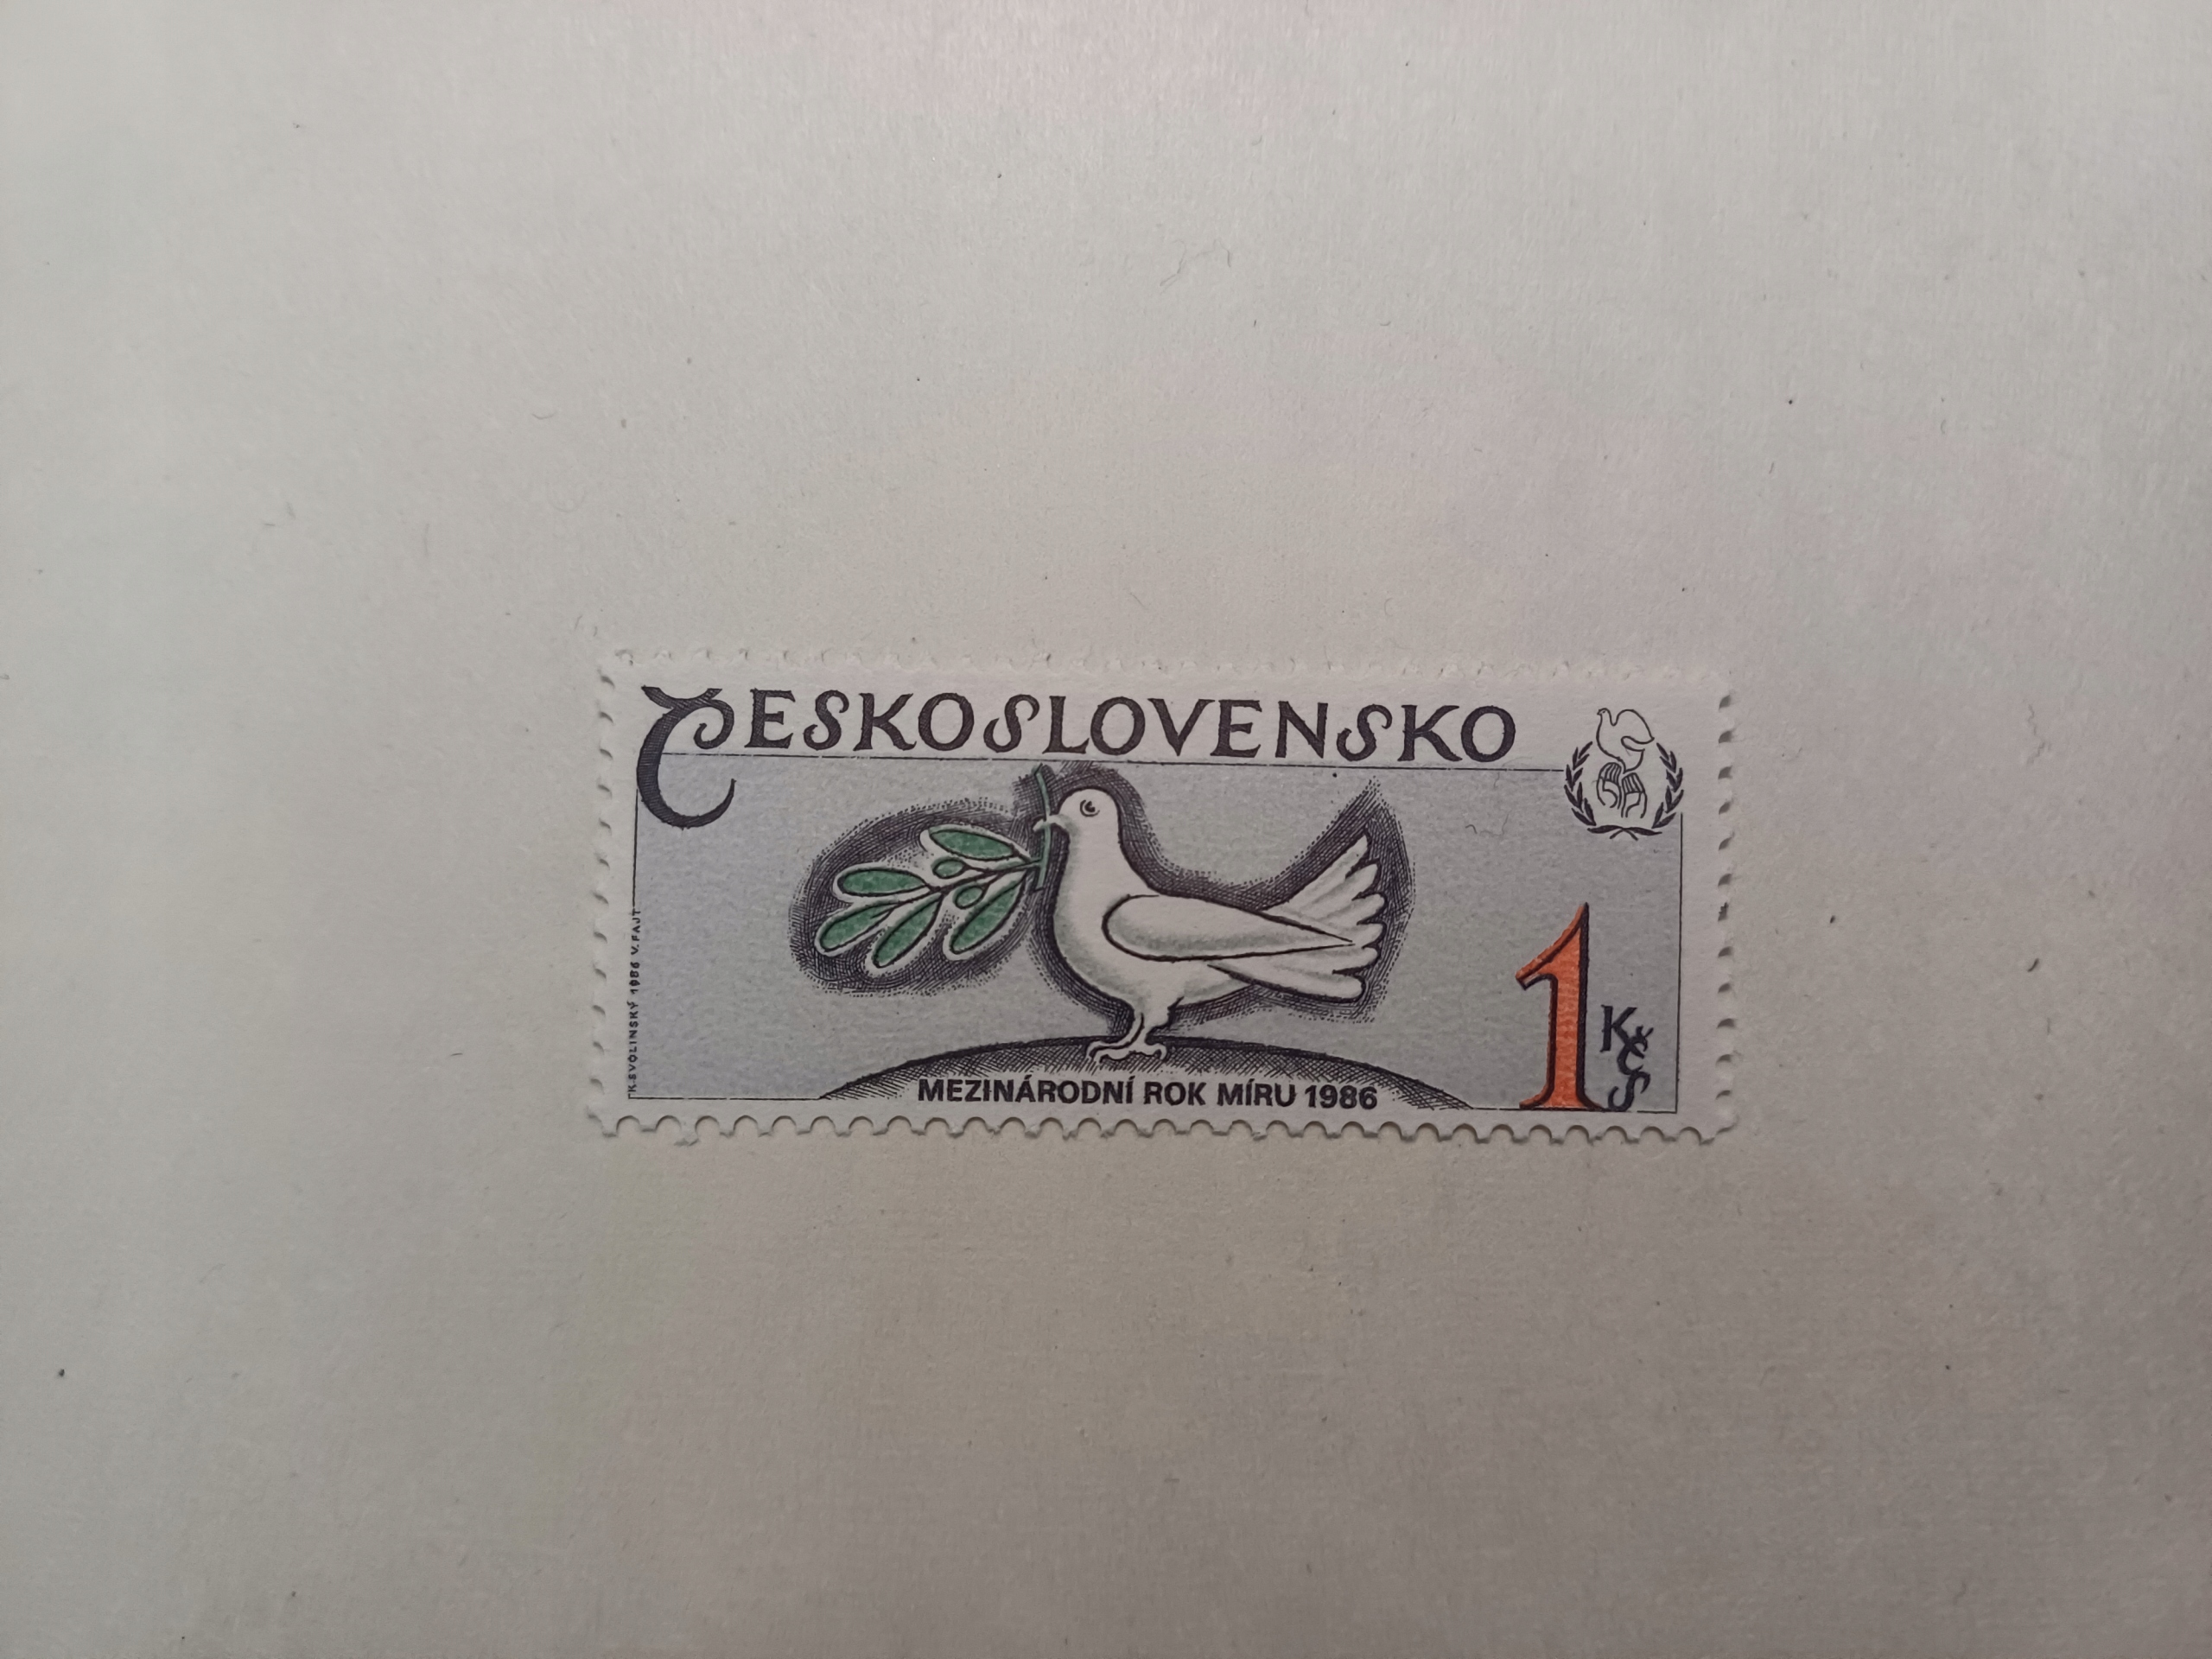 ČESKOSLOVENSKO
1 Kčs
MEZINÁRODNÍ ROK MÍRU 1986
K. SVOLINSKÝ 1986 V. FAJT